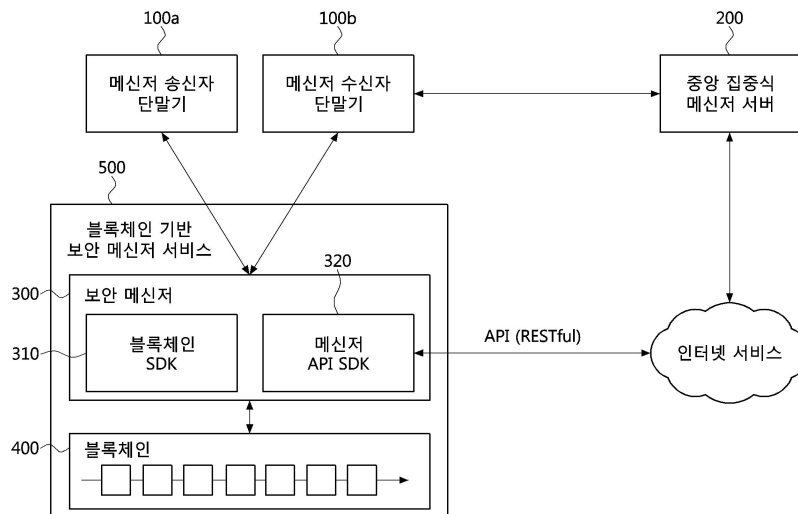 100a
100b
200
메신저 송신자
단말기
메신저 수신자
단말기
중앙 집중식
메신저 서버
500
블록체인 기반
보안 메신저 서비스
320
300
보안 메신저
310
블록체인
SDK
메신저
API SDK
API (RESTful)
인터넷 서비스
400
블록체인